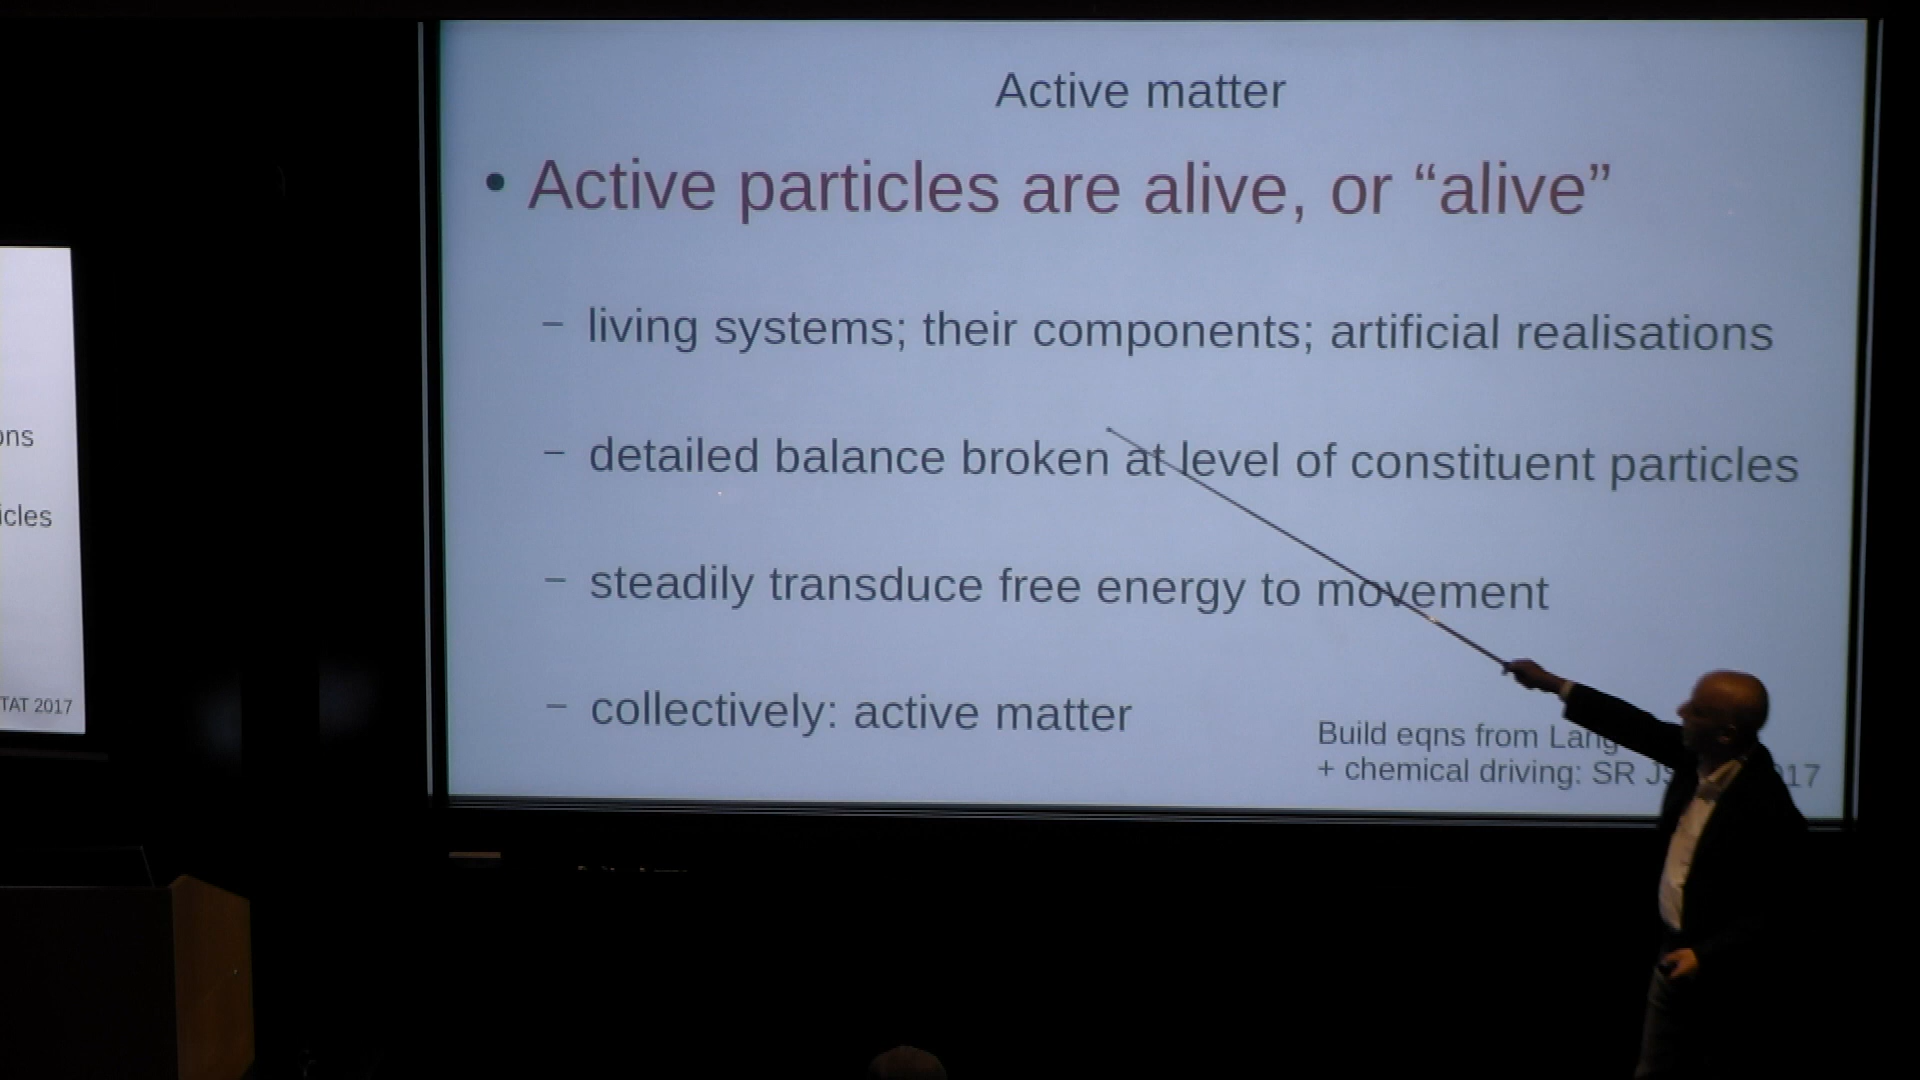 Active matter
• Active particles are alive, or “alive”
– living systems; their components; artificial realisations
– detailed balance broken at level of constituent particles
– steadily transduce free energy to movement
– collectively: active matter
Build eqns from
+ chemical driving: SR 17
ons
icles
TAT 2017